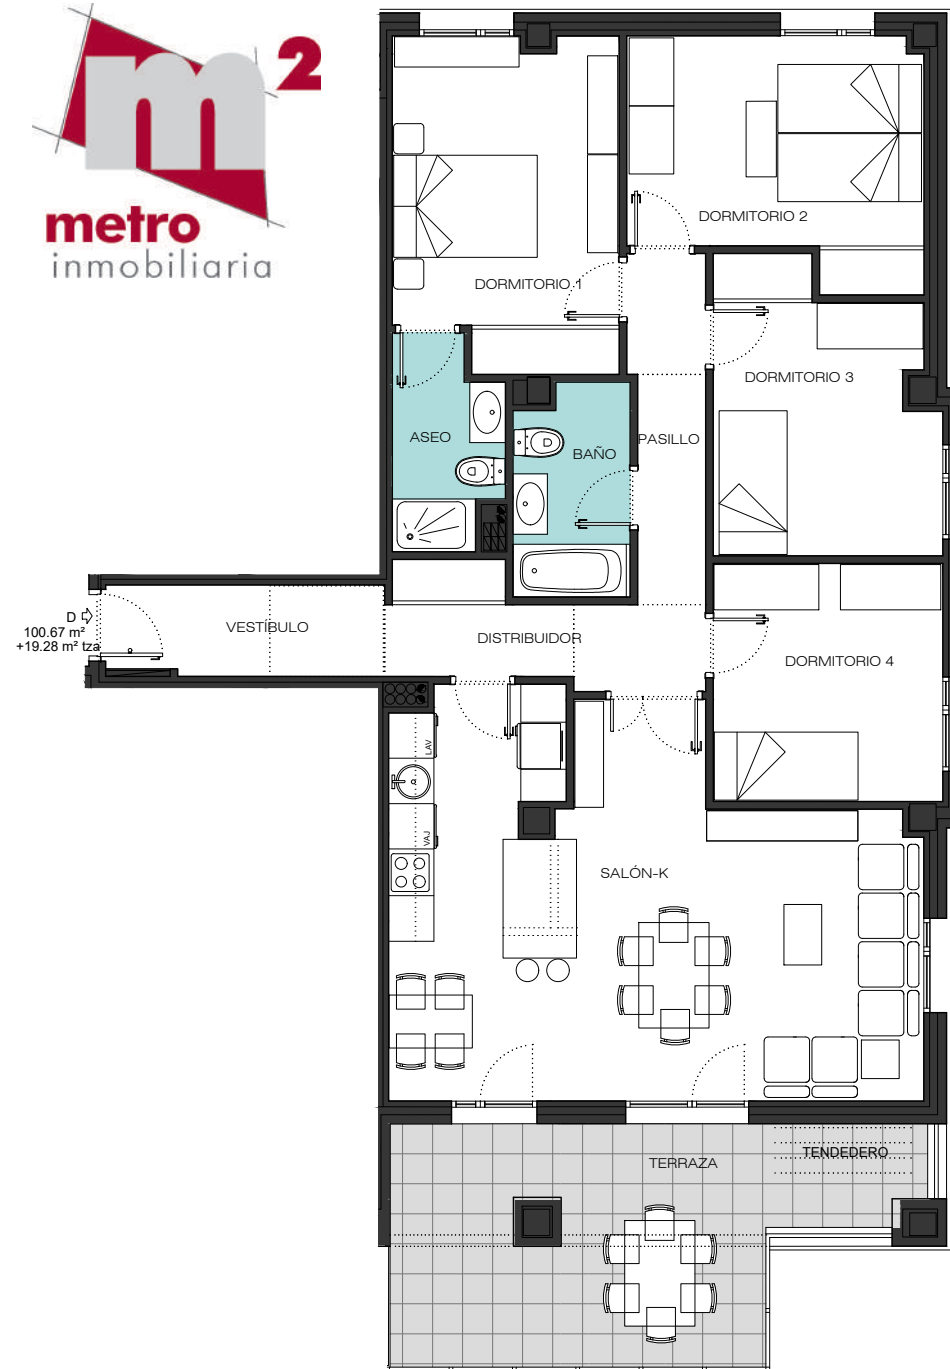 m2
metro
inmobiliaria
DORMITORIO 2
DORMITORIO 1
DORMITORIO 3
ASEO
BAÑO
PASILLO
D
100.67 m²
+19.28 m² tza
VESTÍBULO
DISTRIBUIDOR
DORMITORIO 4
LAV
VAJ
SALÓN-K
TERRAZA
TENDEDERO